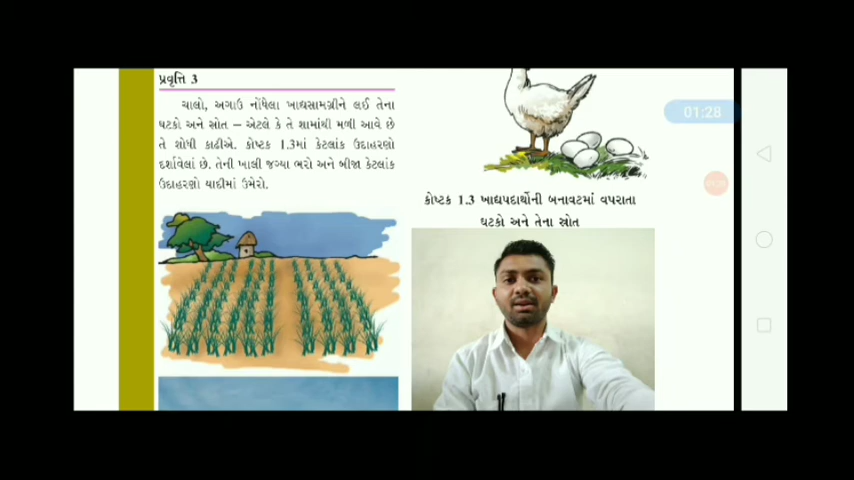 પ્રવૃત્તિ 3
ચાલો, અગાઉ નોંધેલા ખાદ્યસામગ્રીને લઈ તેના
ઘટકો અને સ્રોત – એટલે કે તે શામાંથી મળી આવે છે
તે શોધી કાઢીએ. કોષ્ટક 1.3માં કેટલાંક ઉદાહરણો
દર્શાવેલાં છે. તેની ખાલી જગ્યા ભરો અને બીજા કેટલાંક
ઉદાહરણો યાદીમાં ઉમેરો.
કોષ્ટક 1.3 ખાદ્યપદાર્થોની બનાવટમાં વપરાતા
ઘટકો અને તેના સ્રોત
01:28